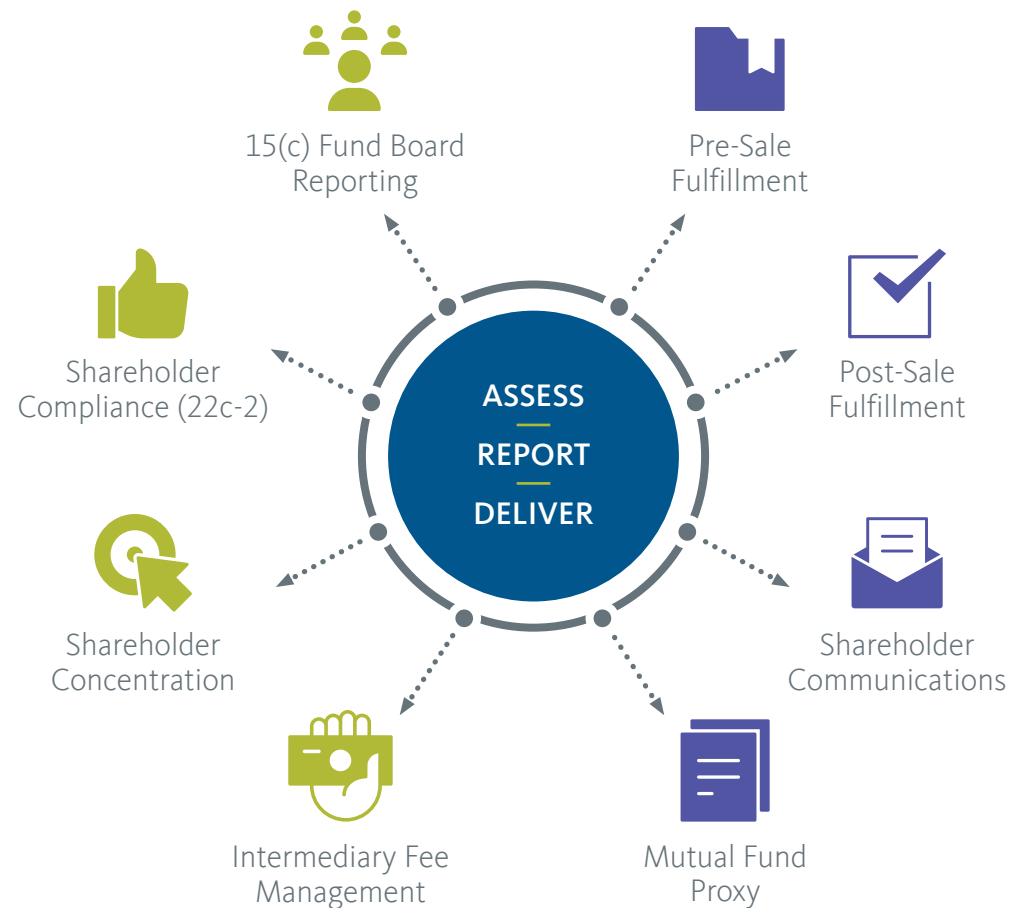 15(c) Fund Board
Reporting
Pre-Sale
Fulfillment
Shareholder
Compliance (22c-2)
ASSESS
REPORT
DELIVER
Post-Sale
Fulfillment
Shareholder
Concentration
Shareholder
Communications
Intermediary Fee
Management
Mutual Fund
Proxy